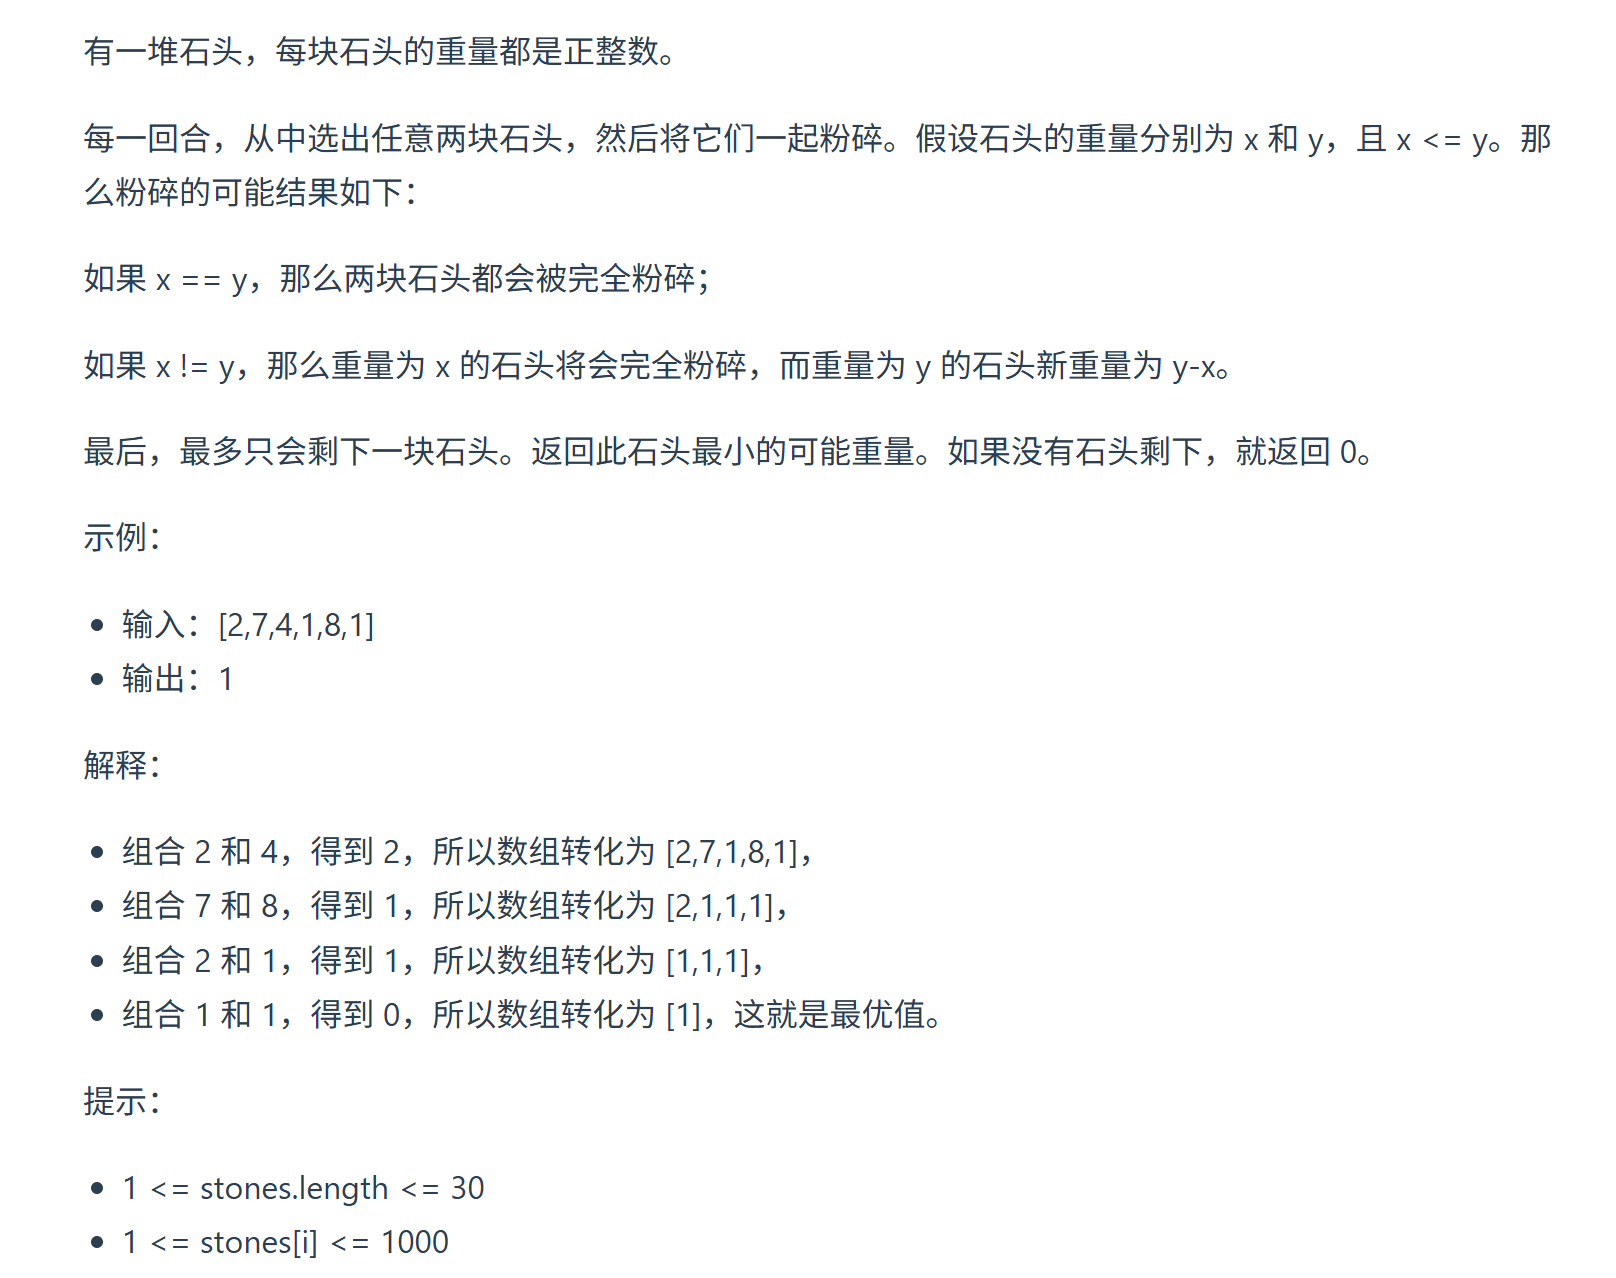 有一堆石头，每块石头的重量都是正整数。
每一回合，从中选出任意两块石头，然后将它们一起粉碎。假设石头的重量分别为 x 和 y，且 x <= y。那
么粉碎的可能结果如下：
如果 x == y，那么两块石头都会被完全粉碎；
如果 x != y，那么重量为 x 的石头将会完全粉碎，而重量为 y 的石头新重量为 y-x。
最后，最多只会剩下一块石头。返回此石头最小的可能重量。如果没有石头剩下，就返回 0。
示例：
• 输入：[2,7,4,1,8,1]
• 输出：1
解释：
• 组合 2 和 4，得到 2，所以数组转化为 [2,7,1,8,1]，
• 组合 7 和 8，得到 1，所以数组转化为 [2,1,1,1]，
• 组合 2 和 1，得到 1，所以数组转化为 [1,1,1]，
• 组合 1 和 1，得到 0，所以数组转化为 [1]，这就是最优值。
提示：
• 1 <= stones.length <= 30
• 1 <= stones[i] <= 1000